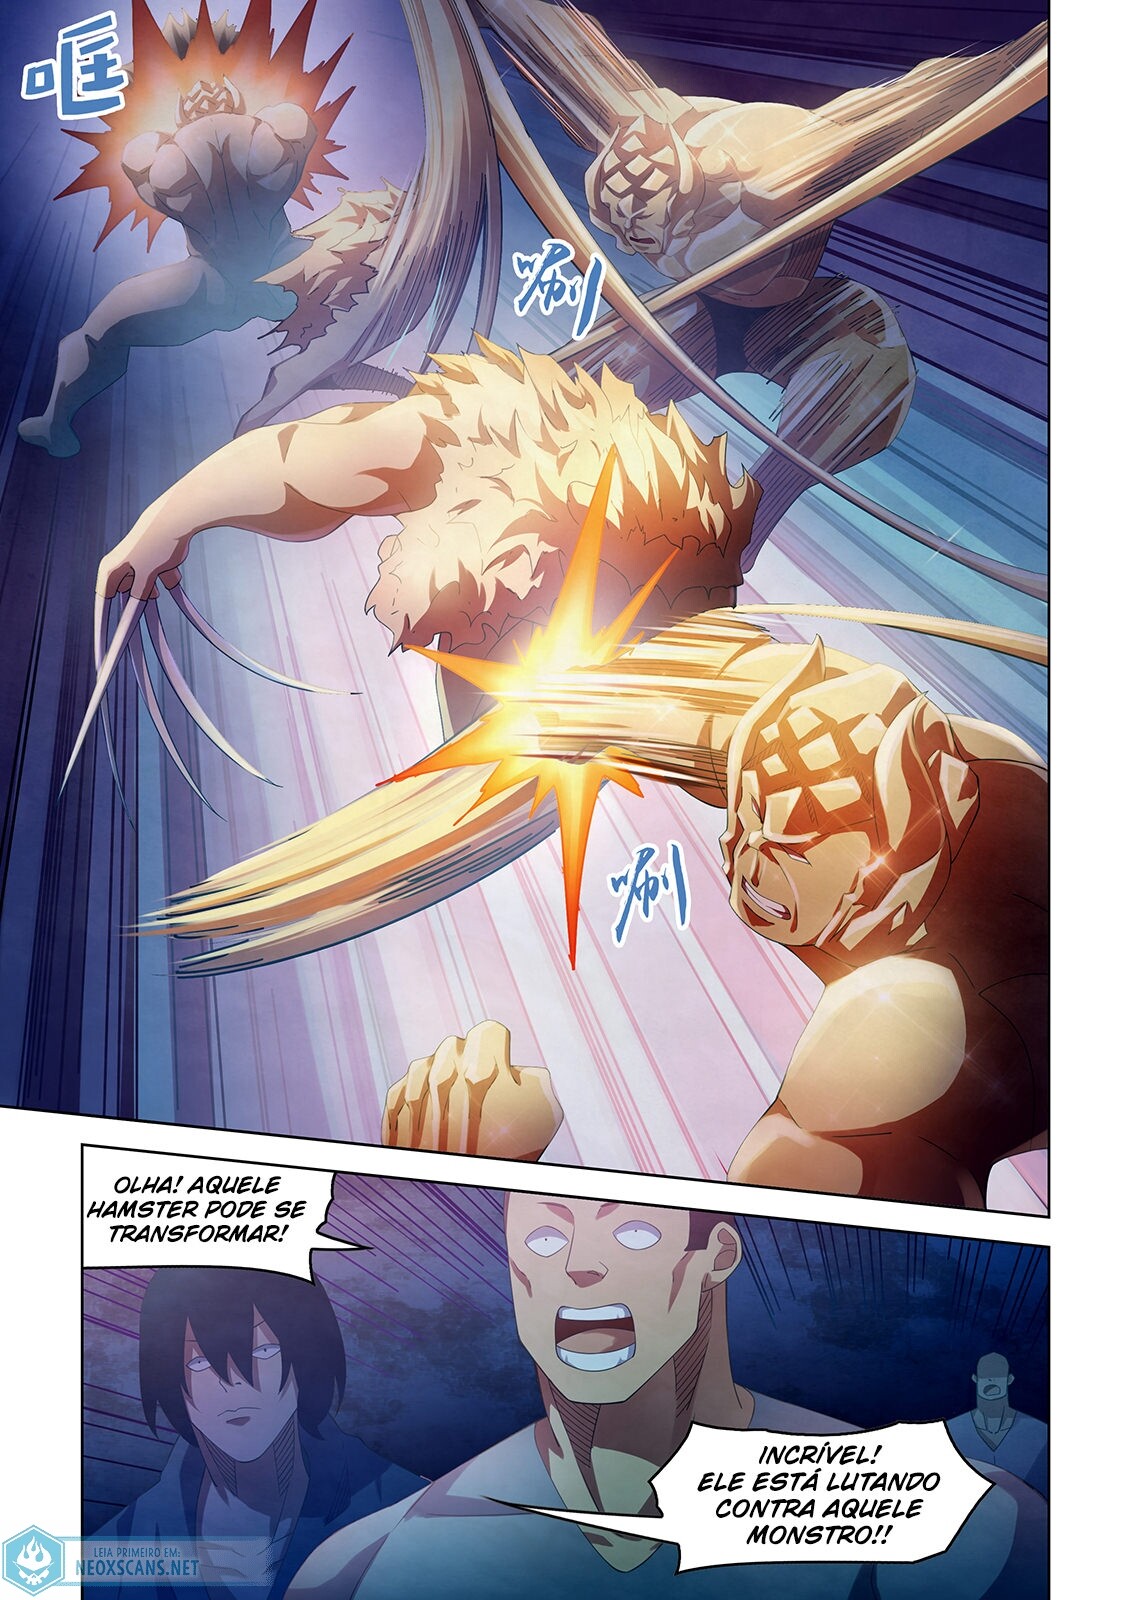 哐
唰
唰
OLHA! AQUELE
HAMSTER PODE SE
TRANSFORMAR!
INCRÍVEL!
ELE ESTÁ LUTANDO
CONTRA AQUELE
MONSTRO!!
LEIA PRIMEIRO EM:
NEOXSCANS.NET